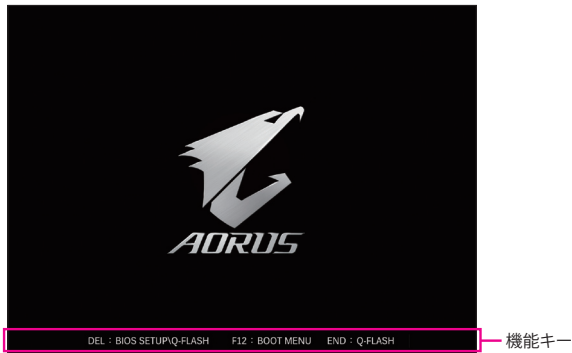 AORUS
DEL : BIOS SETUP\Q-FLASH F12 : BOOT MENU END : Q-FLASH
機能キー